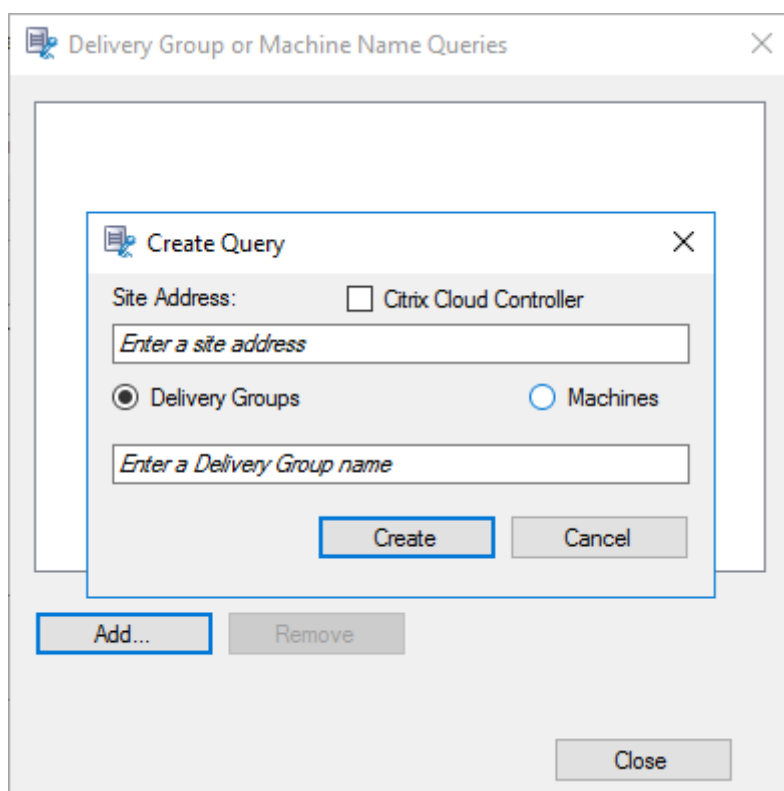 Delivery Group or Machine Name Queries
Create Query
Site Address: Citrix Cloud Controller
Enter a site address
Delivery Groups Machines
Enter a Delivery Group name
Create Cancel
Add... Remove
Close